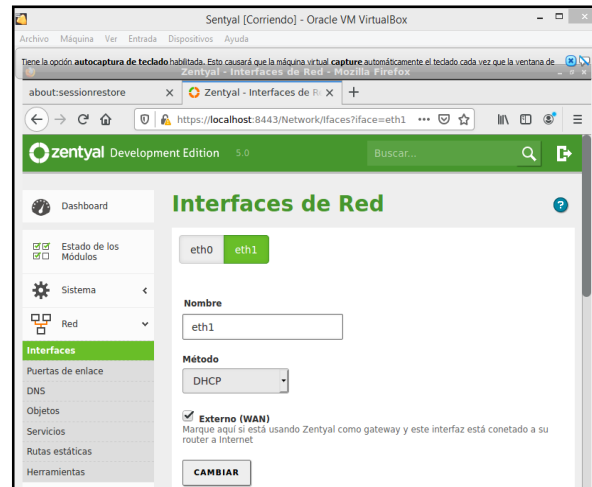 Sentyal [Corriendo] - Oracle VM VirtualBox
Archivo Máquina Ver Entrada Dispositivos Ayuda
Tiene la opción autocaptura de teclado habilitada. Esto causará que la máquina virtual capture automáticamente el teclado cada vez que la ventana de
Zentyal - Interfaces de Red - Mozilla Firefox
about:sessionrestore
Zentyal - Interfaces de Re
https://localhost:8443/Network/Ifaces?iface=eth1
zentyal Development Edition 5.0 Buscar...
Dashboard
Interfaces de Red
Estado de los
Módulos
eth0 eth1
Sistema
Nombre
Red
eth1
Interfaces
Puertas de enlace
Método
DHCP
DNS
Objetos
Externo (WAN)
Servicios
Marque aquí si está usando Zentyal como gateway y este interfaz está conetado a su
router a Internet
Rutas estáticas
Herramientas
CAMBIAR